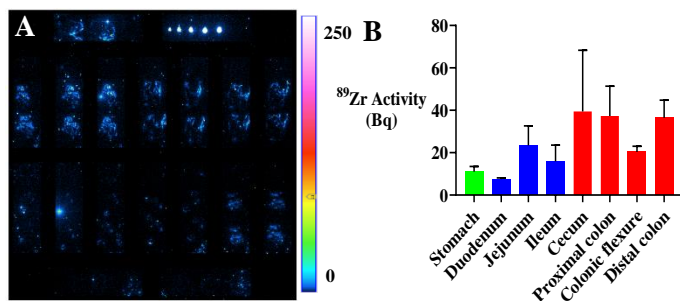 A
250
0
B
⁸⁹Zr Activity
(Bq)
80
60
40
20
0
Stomach
Duodenum
Jejunum
Ileum
Cecum
Proximal colon
Colonic flexure
Distal colon